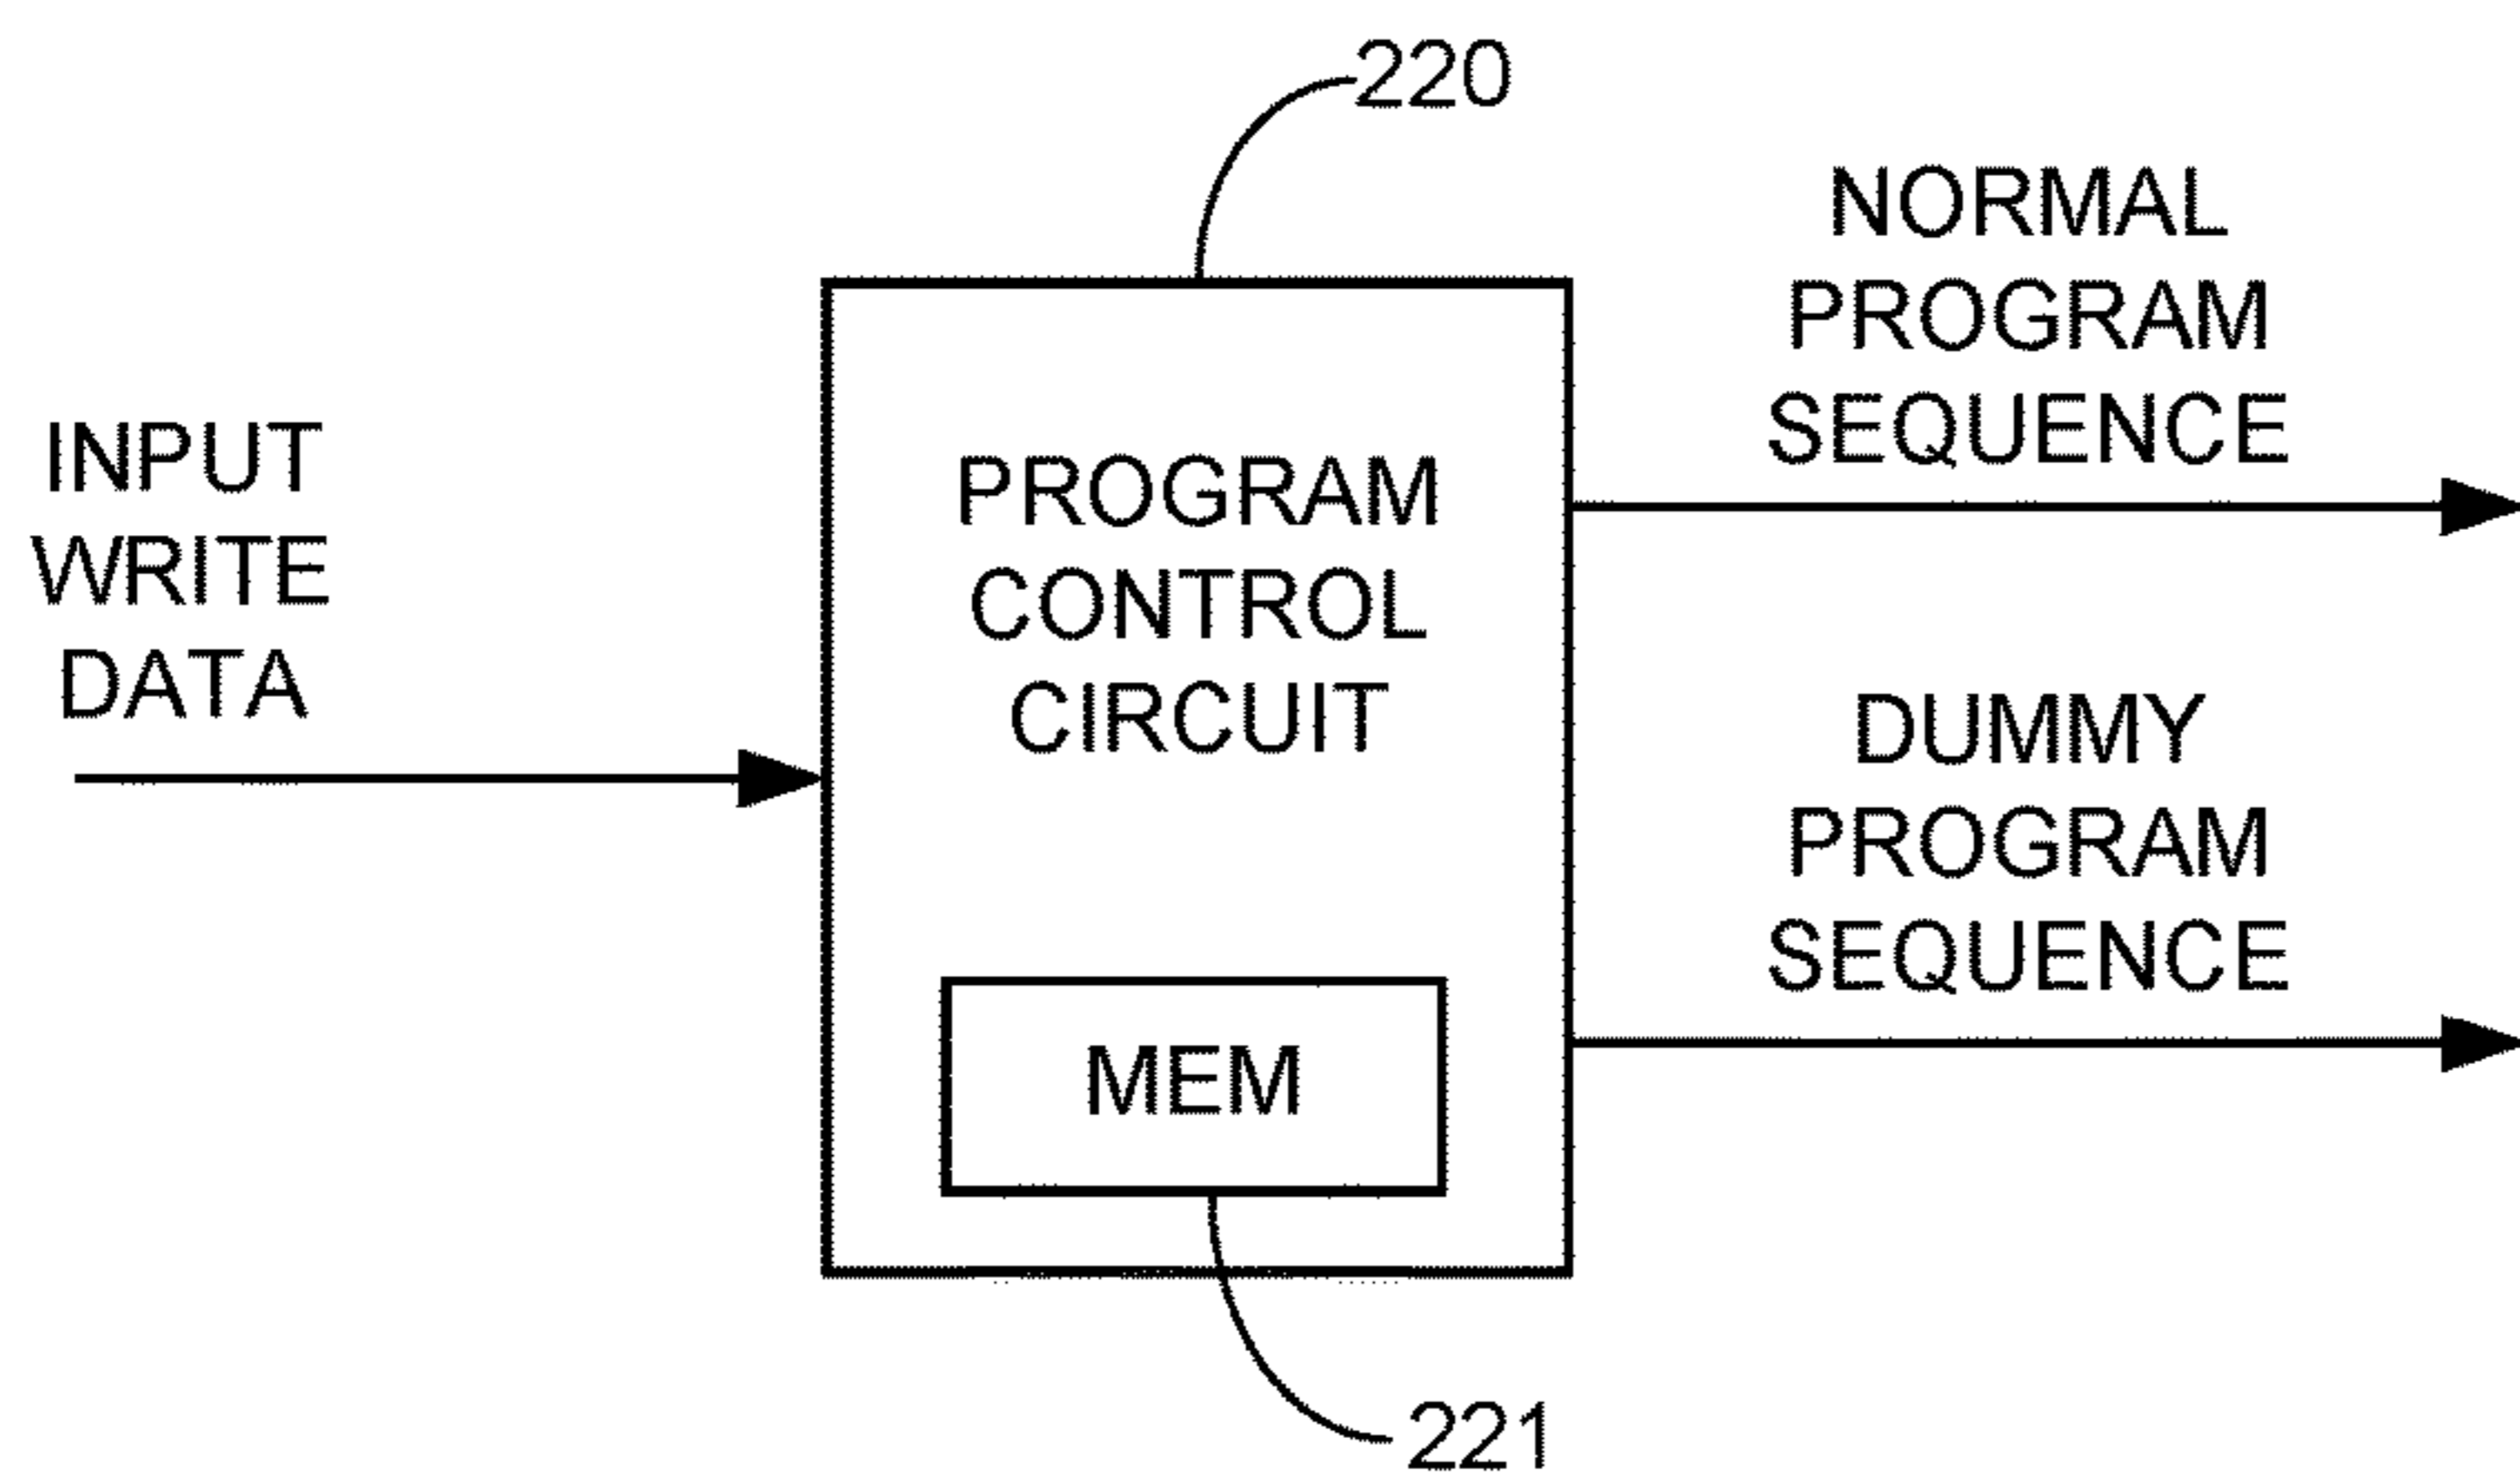 220
NORMAL
PROGRAM
SEQUENCE
INPUT
WRITE
DATA
PROGRAM
CONTROL
CIRCUIT
DUMMY
PROGRAM
SEQUENCE
MEM
221